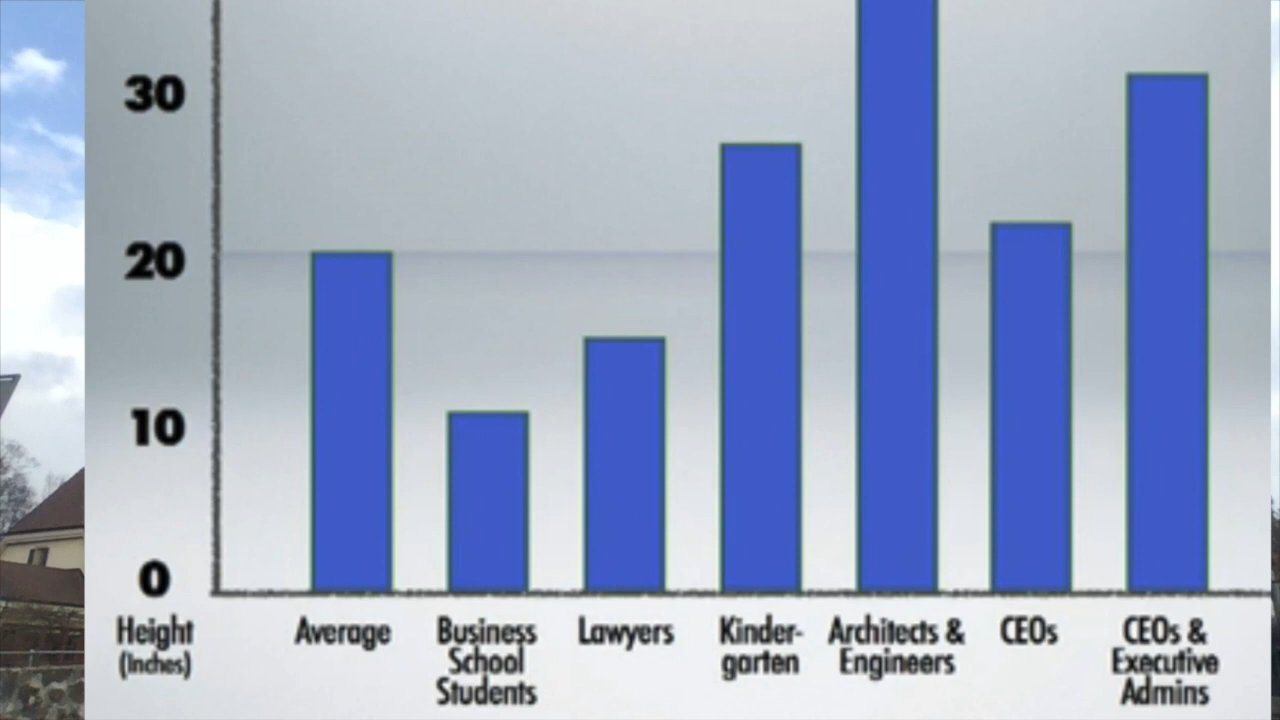 30
20
10
0
Height
(Inches)
Average
Business
School
Students
Lawyers
Kinder-
garten
Architects &
Engineers
CEOs
CEOs &
Executive
Admins